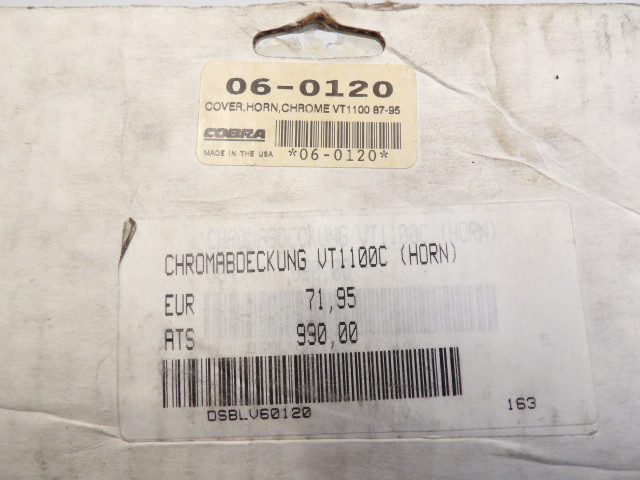 06-0120
COVER,HORN,CHROME VT1100 87-95
COBRA
MADE IN THE USA *06-0120*
CHROMABDECKUNG VT1100C (HORN)
EUR 71,95
ATS 990,00
DSBLV60120 163